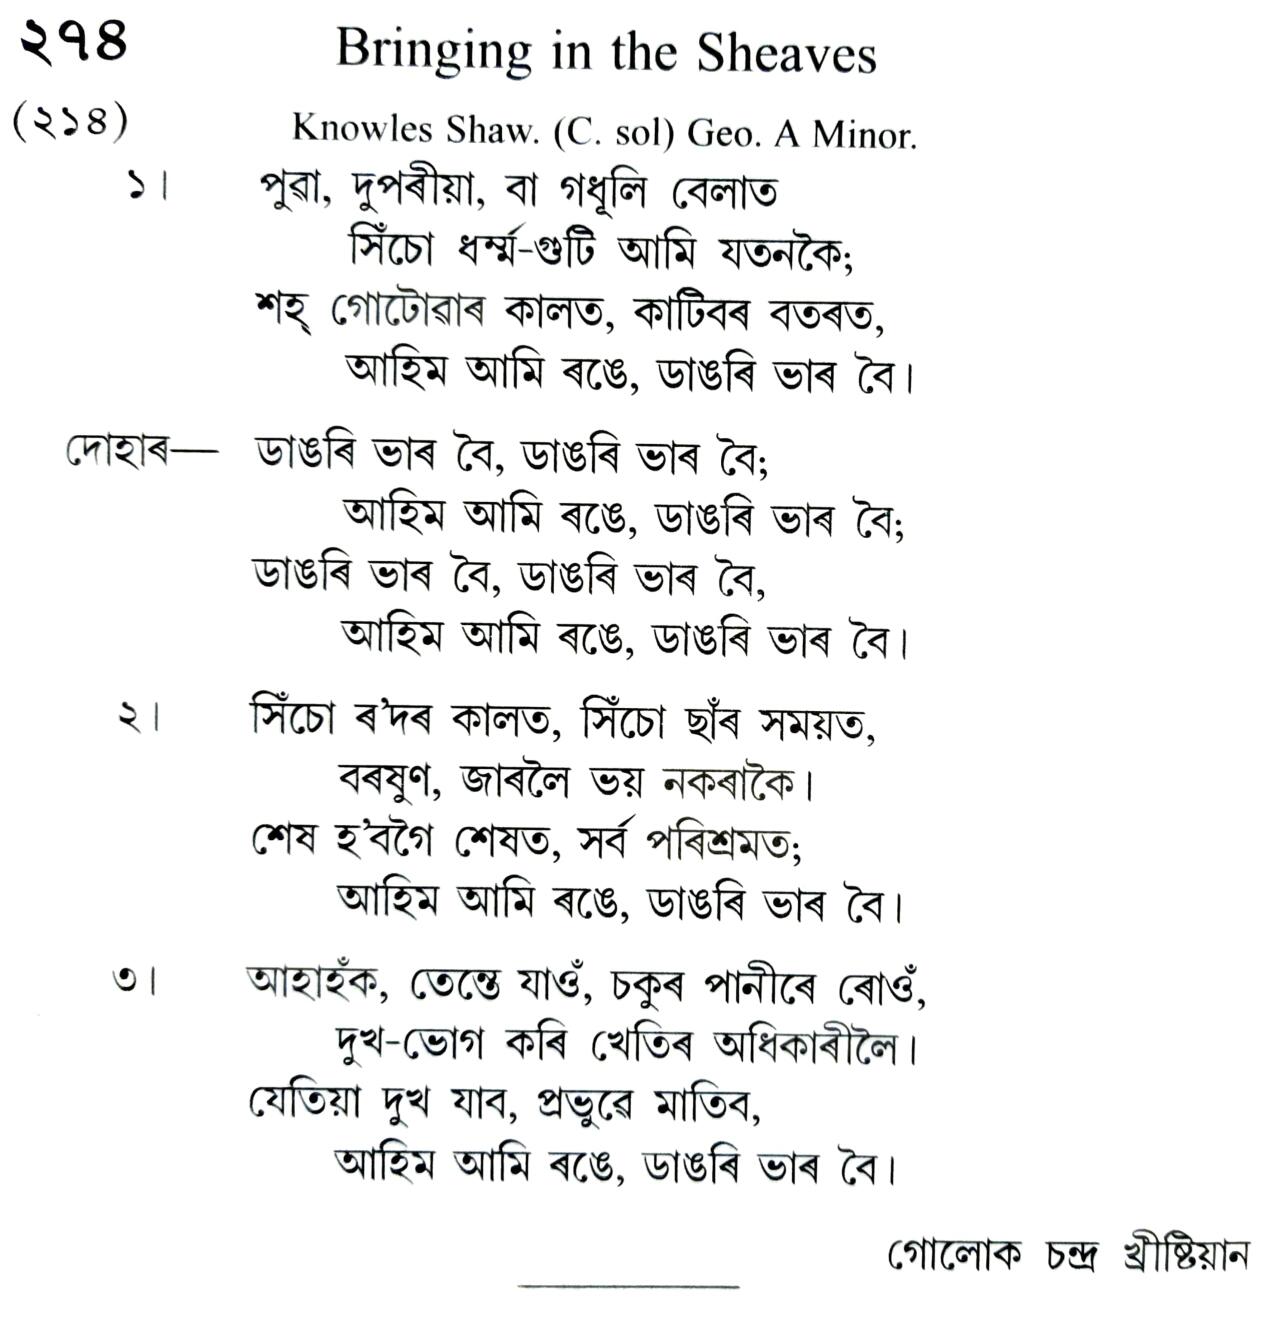 ২৭৪ Bringing in the Sheaves
(২১৪) Knowles Shaw. (C. sol) Geo. A Minor.
১। পুৱা, দুপৰীয়া, বা গধূলি বেলাত
সিঁচো ধৰ্ম্ম-গুটি আমি যতনকৈ;
শহ্ গোটোৱাৰ কালত, কাটিবৰ বতৰত,
আহিম আমি ৰঙে, ডাঙৰি ভাৰ বৈ।
দোহাৰ— ডাঙৰি ভাৰ বৈ, ডাঙৰি ভাৰ বৈ;
আহিম আমি ৰঙে, ডাঙৰি ভাৰ বৈ;
ডাঙৰি ভাৰ বৈ, ডাঙৰি ভাৰ বৈ,
আহিম আমি ৰঙে, ডাঙৰি ভাৰ বৈ।
২। সিঁচো ৰ'দৰ কালত, সিঁচো ছাঁৰ সময়ত,
বৰষুণ, জাৰলৈ ভয় নকৰাকৈ।
শেষ হ'বগৈ শেষত, সৰ্ব পৰিশ্ৰমত;
আহিম আমি ৰঙে, ডাঙৰি ভাৰ বৈ।
৩। আহাহঁক, তেন্তে যাওঁ, চকুৰ পানীৰে ৰোওঁ,
দুখ-ভোগ কৰি খেতিৰ অধিকাৰীলৈ।
যেতিয়া দুখ যাব, প্ৰভুৱে মাতিব,
আহিম আমি ৰঙে, ডাঙৰি ভাৰ বৈ।
গোলোক চন্দ্ৰ খ্ৰীষ্টিয়ান